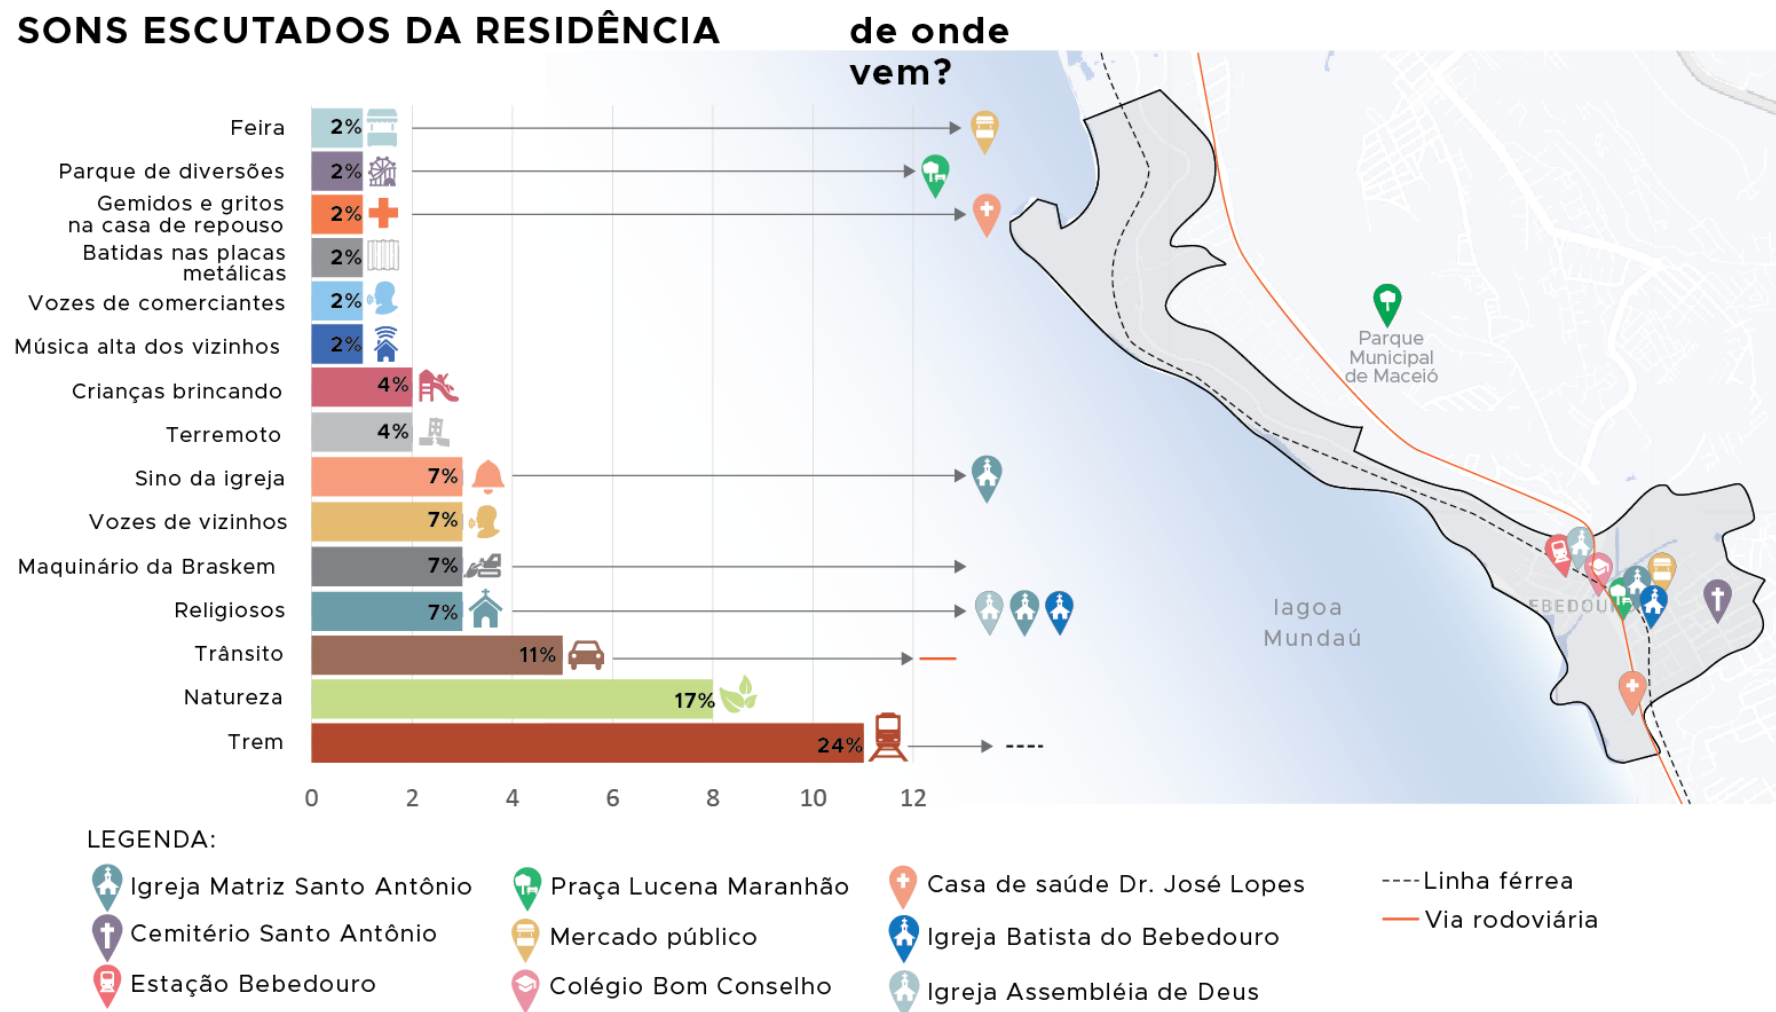 SONS ESCUTADOS DA RESIDÊNCIA
de onde
vem?
Feira
2%
Parque de diversões
2%
Gemidos e gritos
na casa de repouso
2%
Batidas nas placas
metálicas
2%
Vozes de comerciantes
2%
Música alta dos vizinhos
2%
Crianças brincando
4%
Terremoto
4%
Sino da igreja
7%
Vozes de vizinhos
7%
Maquinário da Braskem
7%
Religiosos
7%
Trânsito
11%
Natureza
17%
Trem
24%
0 2 4 6 8 10 12
Parque
Municipal
de Maceió
lagoa
Mundaú
LEGENDA:
Igreja Matriz Santo Antônio
Cemitério Santo Antônio
Estação Bebedouro
Praça Lucena Maranhão
Mercado público
Colégio Bom Conselho
Casa de saúde Dr. José Lopes
Igreja Batista do Bebedouro
Igreja Assembléia de Deus
Linha férrea
Via rodoviária